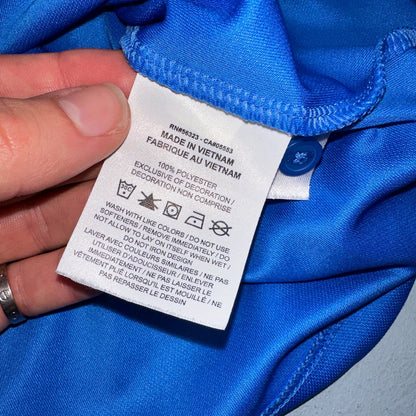 RN#56323 - CA#05553
MADE IN VIETNAM
FABRIQUÉ AU VIETNAM
100% POLYESTER
EXCLUSIVE OF DECORATION /
DÉCORATION NON COMPRISE
WASH WITH LIKE COLORS / DO NOT USE
SOFTENERS / REMOVE IMMEDIATELY / DO
NOT ALLOW TO LAY ON ITSELF WHEN WET /
DO NOT IRON DESIGN
LAVER AVEC COULEURS SIMILAIRES / NE PAS
UTILISER D'ADOUCISSEUR / ENLEVER
IMMÉDIATEMENT / NE PAS LAISSER LE
VÊTEMENT PLIÉ LORSQU'IL EST MOUILLÉ / NE
PAS REPASSER LE DESSIN